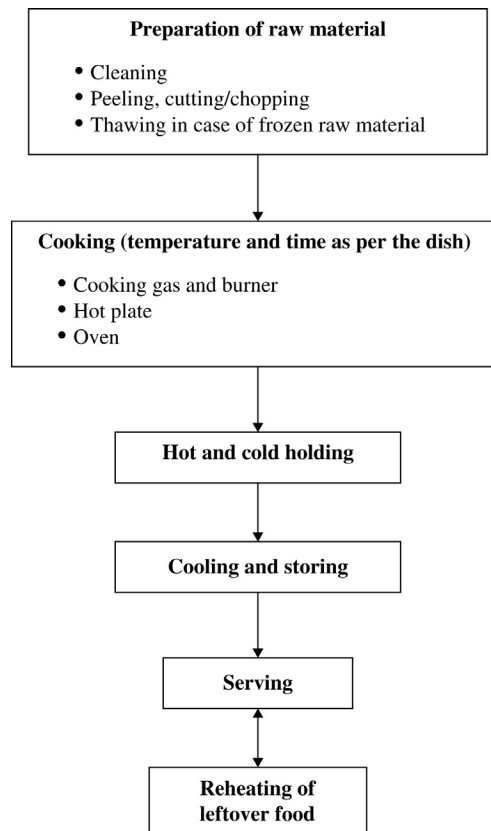 Preparation of raw material
• Cleaning
• Peeling, cutting/chopping
• Thawing in case of frozen raw material
Cooking (temperature and time as per the dish)
• Cooking gas and burner
• Hot plate
• Oven
Hot and cold holding
Cooling and storing
Serving
Reheating of
leftover food